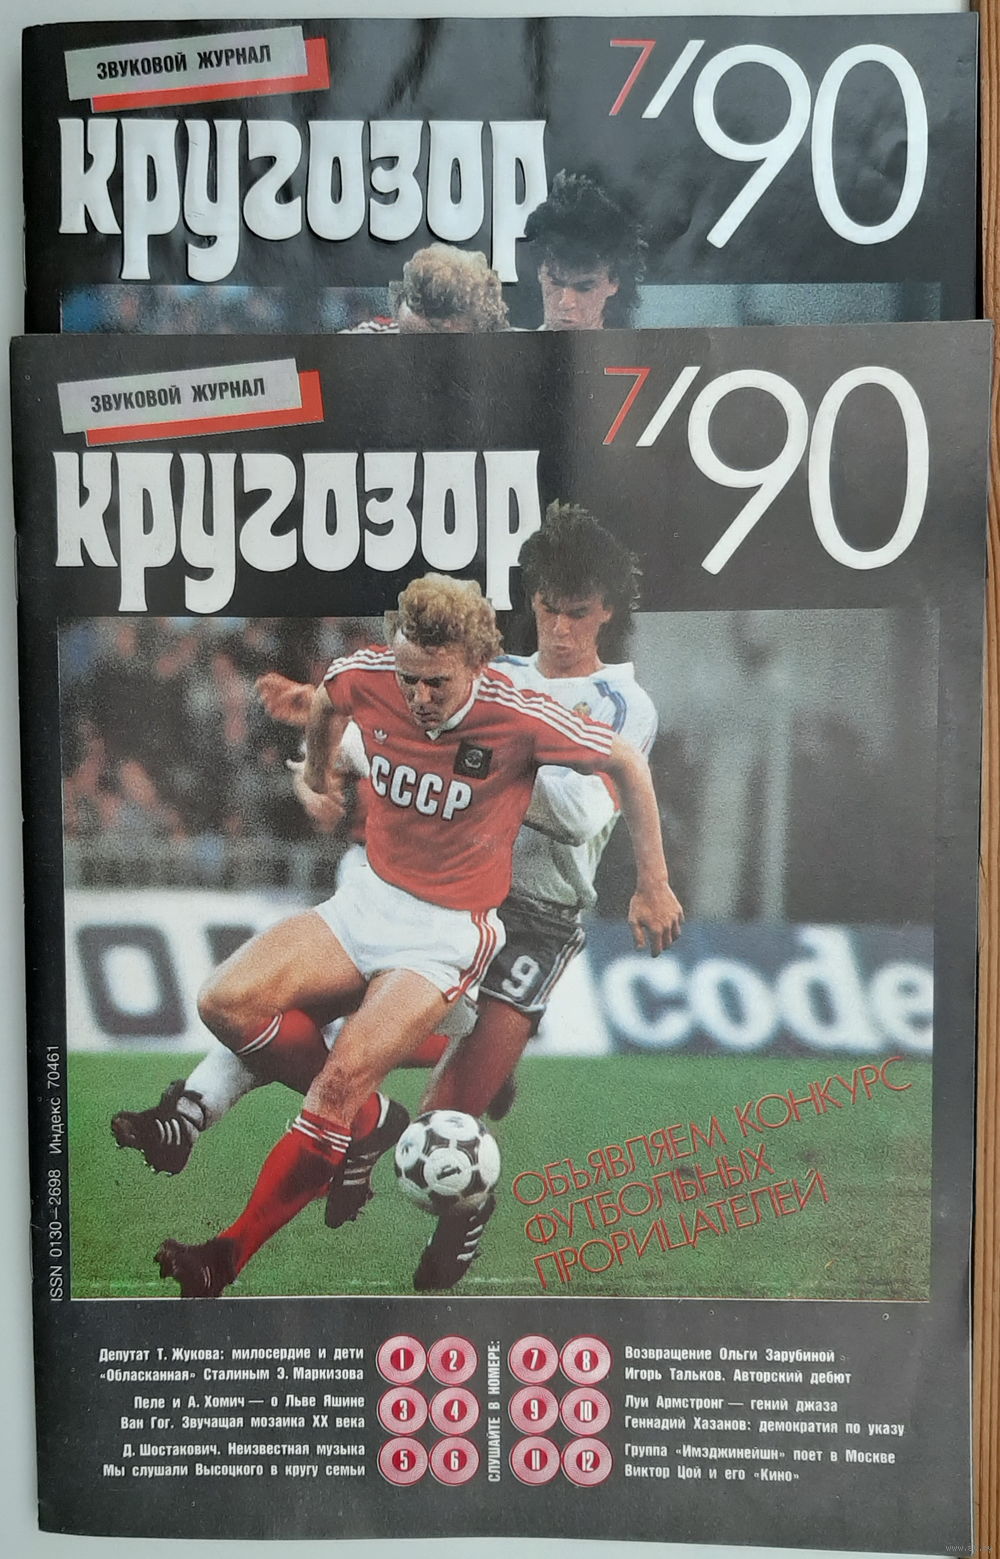 ЗВУКОВОЙ ЖУРНАЛ
7/90
кругозор
ЗВУКОВОЙ ЖУРНАЛ
7/90
кругозор
СССР
9
code
ISSN 0130-2698 Индекс 70461
ОБЪЯВЛЯЕМ КОНКУРС
ФУТБОЛЬНЫХ
ПРОРИЦАТЕЛЕЙ
Депутат Т. Жукова: милосердие и дети
«Обласканная» Сталиным Э. Маркизова
Пеле и А. Хомич — о Льве Яшине
Ван Гог. Звучащая мозаика XX века
Д. Шостакович. Неизвестная музыка
Мы слушали Высоцкого в кругу семьи
1 2
3 4
5 6
СЛУШАЙТЕ В НОМЕРЕ:
7 8
9 10
11 12
Возвращение Ольги Зарубиной
Игорь Тальков. Авторский дебют
Луи Армстронг — гений джаза
Геннадий Хазанов: демократия по указу
Группа «Имэджинейшн» поет в Москве
Виктор Цой и его «Кино»